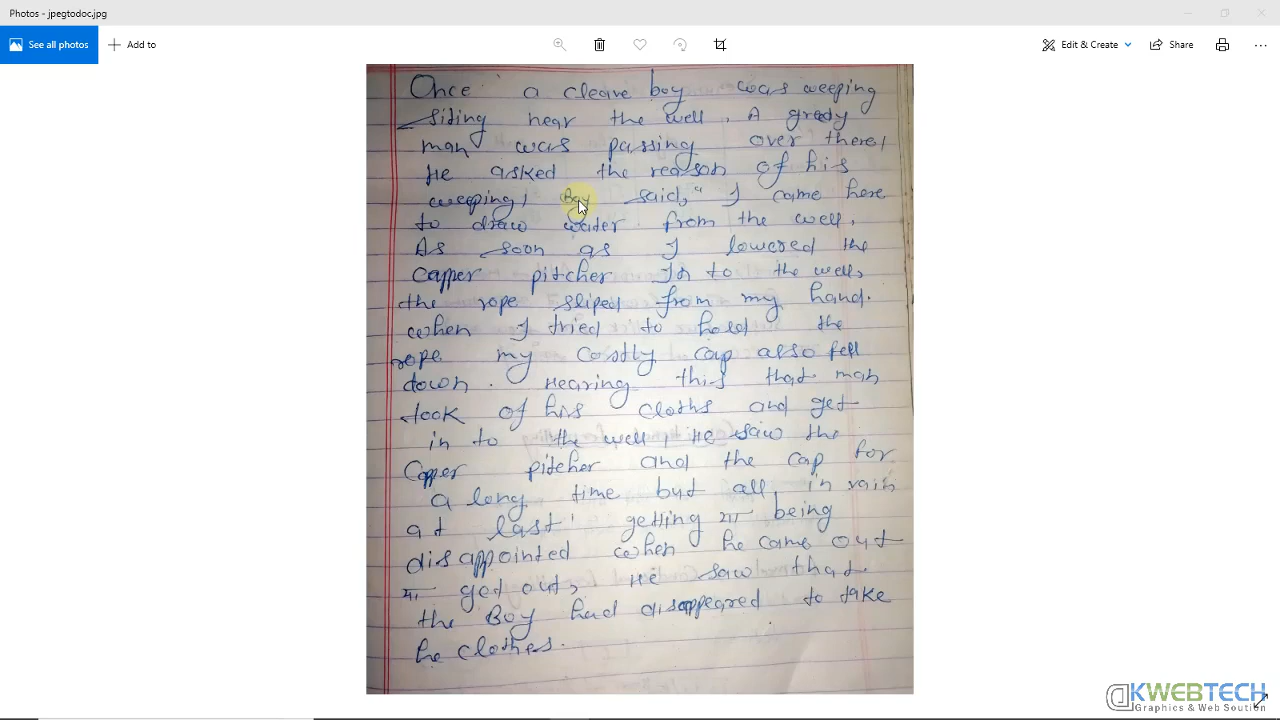 Photos - jpegtodoc.jpg
See all photos
Add to
Edit & Create
Share
Once a cleave boy was weeping
siding near the well. A gredy
man was passing over there,
He asked the reason of his
weeping, Boy said," I came here
to draw water from the well.
As soon as I lowered the
Capper pitcher In to the well,
the rope sliped from my hand.
when I tried to hold the
rope my costly cap also fell
down. Hearing this that man
took of his cloths and get
in to the well, He saw the
Capper pitcher and the cap for
a long time but all in vain
at last getting या being
disappointed when he came out
या get out, He saw that
the Boy had disappeared to take
he clothes.
KWEBTECH
Graphics & Web Soution